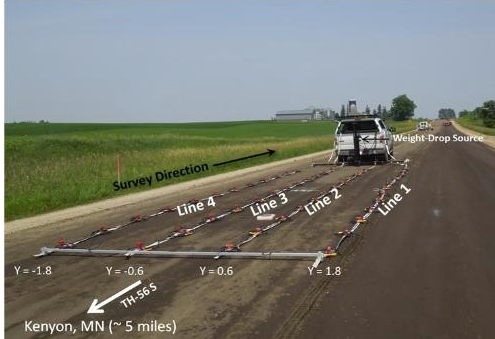 Weight-Drop Source
Survey Direction
Line 4
Line 3
Line 2
Line 1
Y = -1.8
Y = -0.6
Y = 0.6
Y = 1.8
TH-56 S
Kenyon, MN (~ 5 miles)